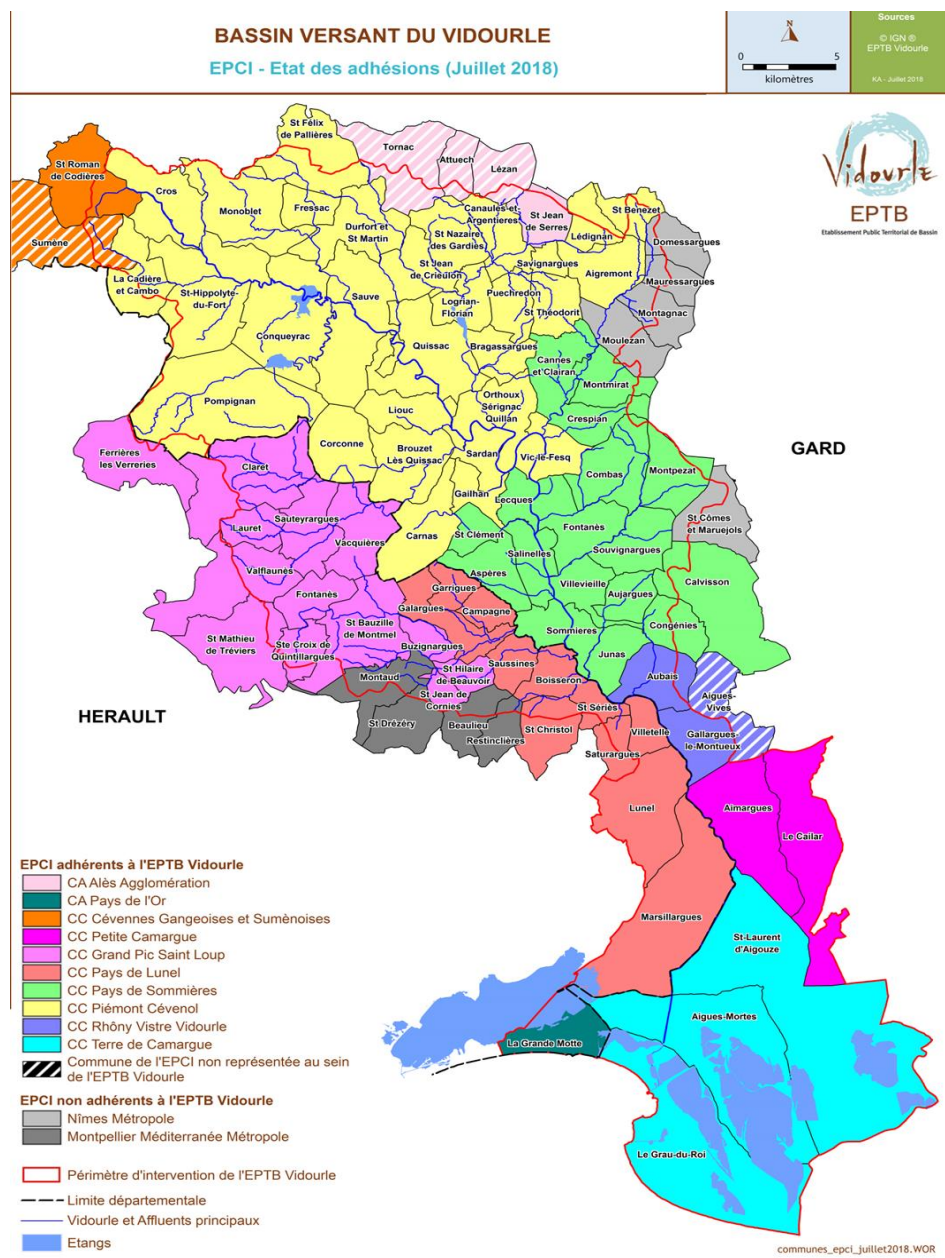 BASSIN VERSANT DU VIDOURLE
EPCI - Etat des adhésions (Juillet 2018)
N
0 5
kilomètres
Sources
© IGN ®
EPTB Vidourle
KA - Juillet 2018
Vidourle
EPTB
Etablissement Public Territorial de Bassin
St Félix
de Pallières
Tornac
Attuech
Lézan
St Roman
de Codières
Cros
Monoblet
Fressac
Durfort et
St Martin
Canaules et
Argentières
St Jean
de Serres
St Bénezet
St Nazaire
des Gardies
Lédignan
Domessargues
Sumène
St Jean
de Crieulon
Savignargues
Aigremont
Mauressargues
La Cadière
et Cambo
St-Hippolyte-
du-Fort
Sauve
Logrian-
Florian
Puechredon
St Théodorit
Montagnac
Conqueyrac
Quissac
Bragassargues
Moulezan
Cannes
et Clairan
Montmirat
Pompignan
Orthoux
Sérignac
Quillan
Liouc
Crespian
Corconne
Brouzet
Lès Quissac
Sardan
Vic-le-Fesq
GARD
Ferrières
les Verreries
Claret
Combas
Montpezat
Gailhan
Lecques
Sauteyrargues
Lauret
Vacquières
Carnas
St Clément
Fontanès
St Cômes
et Maruejols
Salinelles
Souvignargues
Valflaunès
Aspères
Villevieille
Aujargues
Calvisson
Fontanès
Garrigues
Galargues
Campagne
St Mathieu
de Tréviers
Ste Croix de
Quintillargues
St Bauzille
de Montmel
Buzignargues
Sommieres
Congénies
Junas
St Hilaire
de-Beauvoir
Saussines
Boisseron
Aubais
Montaud
Aigues-
Vives
HERAULT
St Jean de
Cornies
St Sériès
St Drézéry
Beaulieu
Restinclières
St Christol
Villetelle
Gallargues-
le-Montueux
Saturargues
Lunel
Aimargues
Le Cailar
Marsillargues
St-Laurent
d'Aigouze
Aigues-Mortes
La Grande Motte
Le Grau-du-Roi
EPCI adhérents à l'EPTB Vidourle
CA Alès Agglomération
CA Pays de l'Or
CC Cévennes Gangeoises et Sumènoises
CC Petite Camargue
CC Grand Pic Saint Loup
CC Pays de Lunel
CC Pays de Sommières
CC Piémont Cévenol
CC Rhôny Vistre Vidourle
CC Terre de Camargue
Commune de l'EPCI non représentée au sein
de l'EPTB Vidourle
EPCI non adhérents à l'EPTB Vidourle
Nîmes Métropole
Montpellier Méditerranée Métropole
Périmètre d'intervention de l'EPTB Vidourle
Limite départementale
Vidourle et Affluents principaux
Etangs
communes_epci_juillet2018.WOR